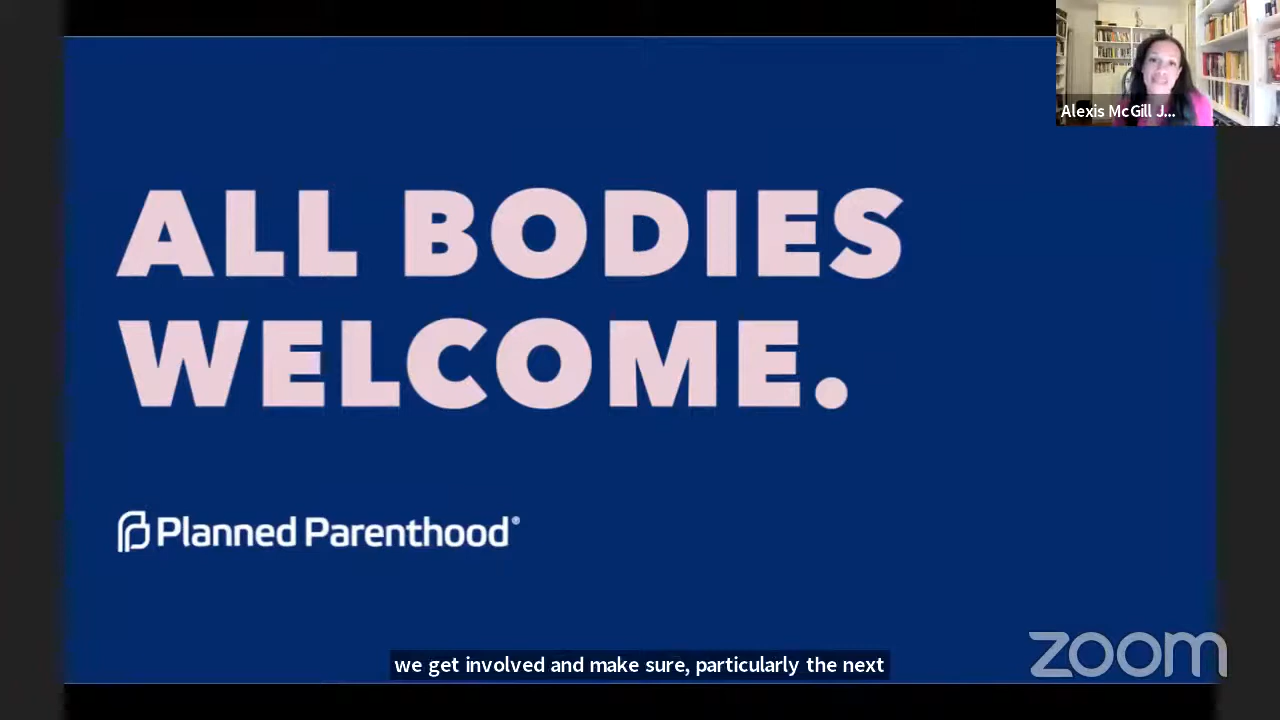 Alexis McGill J...
ALL BODIES
WELCOME.
Planned Parenthood®
we get involved and make sure, particularly the next
zoom